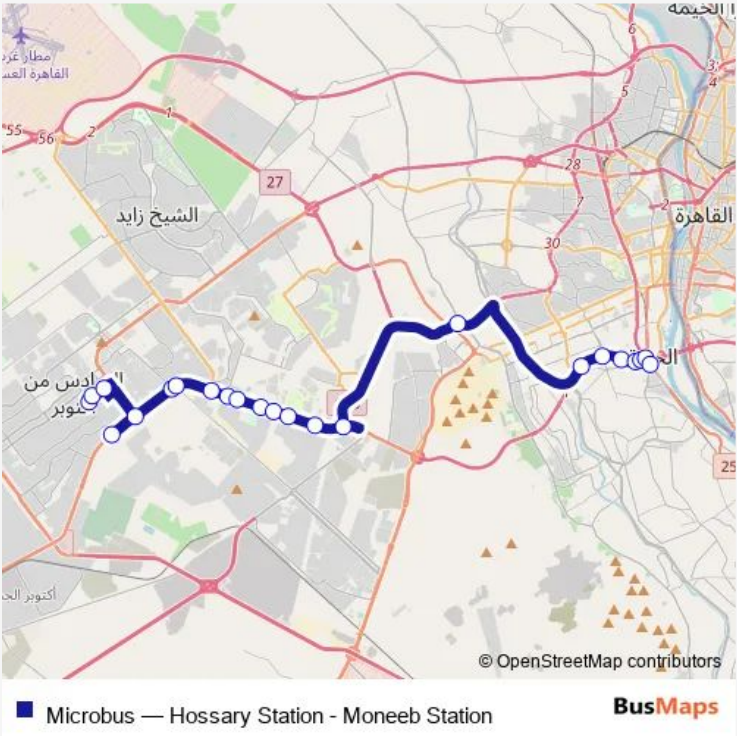 مطار غرب
القاهرة
55
56
2
1
27
28
7
30
2
6
5
3
4
الشيخ زايد
القاهرة
السادس من
25
© OpenStreetMap contributors
Microbus — Hossary Station - Moneeb Station
BusMaps